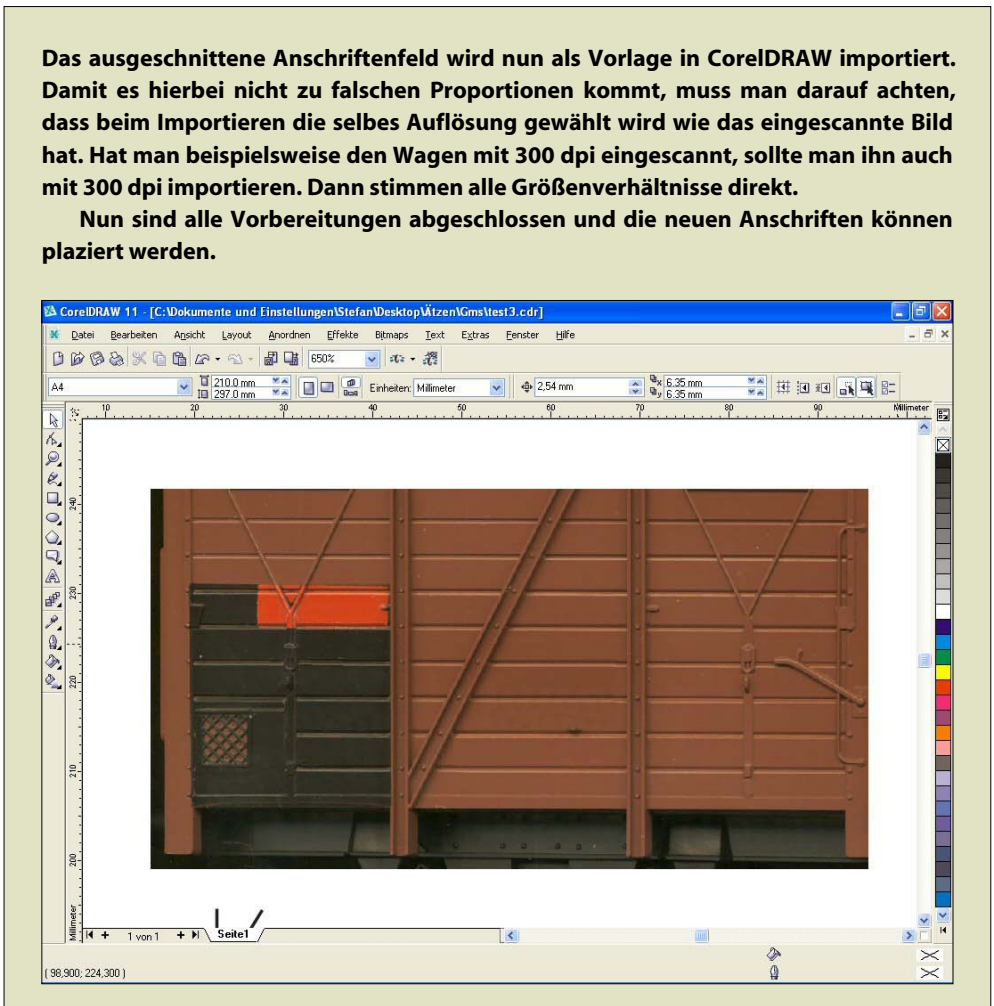 Das ausgeschnittene Anschriftenfeld wird nun als Vorlage in CorelDRAW importiert.
Damit es hierbei nicht zu falschen Proportionen kommt, muss man darauf achten,
dass beim Importieren die selbes Auflösung gewählt wird wie das eingescannte Bild
hat. Hat man beispielsweise den Wagen mit 300 dpi eingescannt, sollte man ihn auch
mit 300 dpi importieren. Dann stimmen alle Größenverhältnisse direkt.
Nun sind alle Vorbereitungen abgeschlossen und die neuen Anschriften können
plaziert werden.
CorelDRAW 11 - [C:\Dokumente und Einstellungen\Stefan\Desktop\Ätzen\Gms\test3.cdr]
Datei Bearbeiten Ansicht Layout Anordnen Effekte Bitmaps Text Extras Fenster Hilfe
650%
A4 210.0 mm 297.0 mm Einheiten: Millimeter 2,54 mm x 6.35 mm y 6.35 mm
10 20 30 40 50 60 70 80 90 Millimeter
240
230
220
210
200
Millimeter
1 von 1 Seite1
( 98,900; 224,300 )